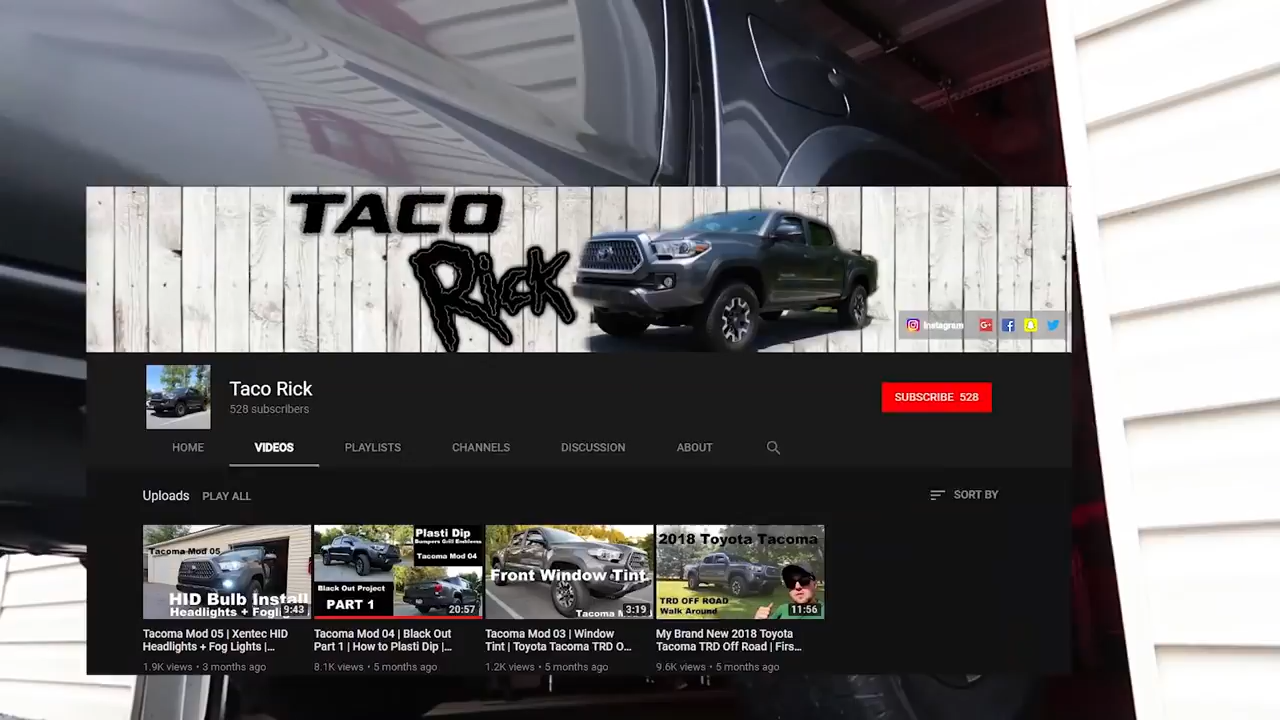 TACO
Rick
Instagram
Taco Rick
528 subscribers
SUBSCRIBE 528
HOME
VIDEOS
PLAYLISTS
CHANNELS
DISCUSSION
ABOUT
Uploads
PLAY ALL
SORT BY
Tacoma Mod 05
HID Bulb Install
Headlights + Fogli
9:43
Plasti Dip
Bumpers Grill Emblems
Tacoma Mod 04
Black Out Project
PART 1
20:57
Front Window Tint
Tacoma M
3:19
2018 Toyota Tacoma
TRD OFF ROAD
Walk Around
11:56
Tacoma Mod 05 | Xentec HID
Headlights + Fog Lights |...
1.9K views • 3 months ago
Tacoma Mod 04 | Black Out
Part 1 | How to Plasti Dip |...
8.1K views • 5 months ago
Tacoma Mod 03 | Window
Tint | Toyota Tacoma TRD O...
1.2K views • 5 months ago
My Brand New 2018 Toyota
Tacoma TRD Off Road | Firs...
9.6K views • 5 months ago